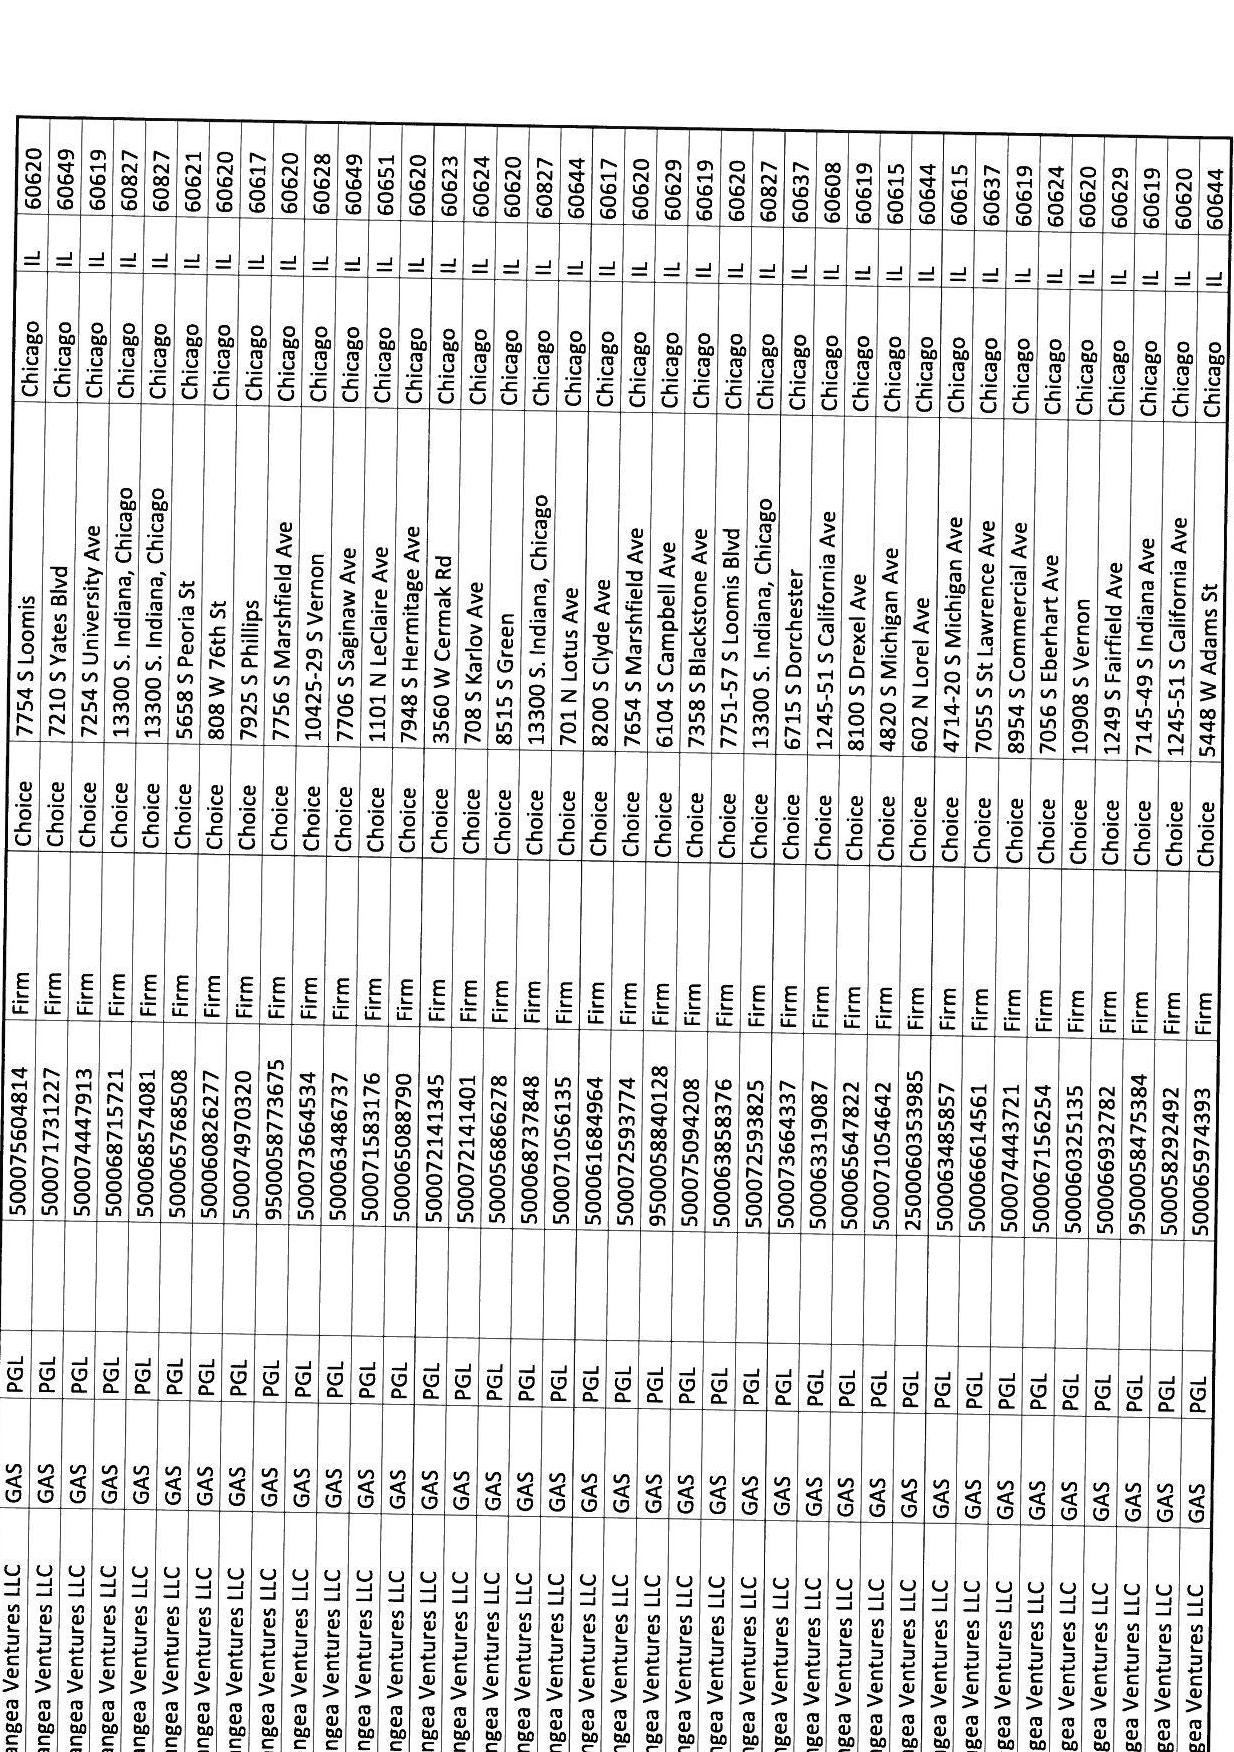 angea Ventures LLC GAS PGL 500075604814 Firm Choice 7754 S Loomis Chicago IL 60620
angea Ventures LLC GAS PGL 500071731227 Firm Choice 7210 S Yates Blvd Chicago IL 60649
angea Ventures LLC GAS PGL 500074447913 Firm Choice 7254 S University Ave Chicago IL 60619
angea Ventures LLC GAS PGL 500068715721 Firm Choice 13300 S. Indiana, Chicago Chicago IL 60827
angea Ventures LLC GAS PGL 500068574081 Firm Choice 13300 S. Indiana, Chicago Chicago IL 60827
angea Ventures LLC GAS PGL 500065768508 Firm Choice 5658 S Peoria St Chicago IL 60621
angea Ventures LLC GAS PGL 500060826277 Firm Choice 808 W 76th St Chicago IL 60620
angea Ventures LLC GAS PGL 500074970320 Firm Choice 7925 S Phillips Chicago IL 60617
angea Ventures LLC GAS PGL 950005877 3675 Firm Choice 7756 S Marshfield Ave Chicago IL 60620
ngea Ventures LLC GAS PGL 500073664534 Firm Choice 10425-29 S Vernon Chicago IL 60628
ngea Ventures LLC GAS PGL 500063486737 Firm Choice 7706 S Saginaw Ave Chicago IL 60649
ngea Ventures LLC GAS PGL 500071583176 Firm Choice 1101 N LeClaire Ave Chicago IL 60651
ngea Ventures LLC GAS PGL 500065088790 Firm Choice 7948 S Hermitage Ave Chicago IL 60620
ngea Ventures LLC GAS PGL 500072141345 Firm Choice 3560 W Cermak Rd Chicago IL 60623
ngea Ventures LLC GAS PGL 500072141401 Firm Choice 708 S Karlov Ave Chicago IL 60624
ngea Ventures LLC GAS PGL 500056866278 Firm Choice 8515 S Green Chicago IL 60620
ngea Ventures LLC GAS PGL 500068737848 Firm Choice 13300 S. Indiana, Chicago Chicago IL 60827
ngea Ventures LLC GAS PGL 500071056135 Firm Choice 701 N Lotus Ave Chicago IL 60644
ngea Ventures LLC GAS PGL 500061684964 Firm Choice 8200 S Clyde Ave Chicago IL 60617
ngea Ventures LLC GAS PGL 500072593774 Firm Choice 7654 S Marshfield Ave Chicago IL 60620
ngea Ventures LLC GAS PGL 950005884 0128 Firm Choice 6104 S Campbell Ave Chicago IL 60629
ngea Ventures LLC GAS PGL 500075094208 Firm Choice 7358 S Blackstone Ave Chicago IL 60619
ngea Ventures LLC GAS PGL 500063858376 Firm Choice 7751-57 S Loomis Blvd Chicago IL 60620
ngea Ventures LLC GAS PGL 500072593825 Firm Choice 13300 S. Indiana, Chicago Chicago IL 60827
ngea Ventures LLC GAS PGL 500073664337 Firm Choice 6715 S Dorchester Chicago IL 60637
ngea Ventures LLC GAS PGL 500063319087 Firm Choice 1245-51 S California Ave Chicago IL 60608
ngea Ventures LLC GAS PGL 500065647822 Firm Choice 8100 S Drexel Ave Chicago IL 60619
ngea Ventures LLC GAS PGL 500071054642 Firm Choice 4820 S Michigan Ave Chicago IL 60615
ngea Ventures LLC GAS PGL 2500060353985 Firm Choice 602 N Lorel Ave Chicago IL 60644
ngea Ventures LLC GAS PGL 500063485857 Firm Choice 4714-20 S Michigan Ave Chicago IL 60615
ngea Ventures LLC GAS PGL 500066614561 Firm Choice 7055 S St Lawrence Ave Chicago IL 60637
ngea Ventures LLC GAS PGL 500074443721 Firm Choice 8954 S Commercial Ave Chicago IL 60619
gea Ventures LLC GAS PGL 500067156254 Firm Choice 7056 S Eberhart Ave Chicago IL 60624
gea Ventures LLC GAS PGL 500060325135 Firm Choice 10908 S Vernon Chicago IL 60620
gea Ventures LLC GAS PGL 500066932782 Firm Choice 1249 S Fairfield Ave Chicago IL 60629
gea Ventures LLC GAS PGL 9500058475384 Firm Choice 7145-49 S Indiana Ave Chicago IL 60619
gea Ventures LLC GAS PGL 500058292492 Firm Choice 1245-51 S California Ave Chicago IL 60620
gea Ventures LLC GAS PGL 500065974393 Firm Choice 5448 W Adams St Chicago IL 60644